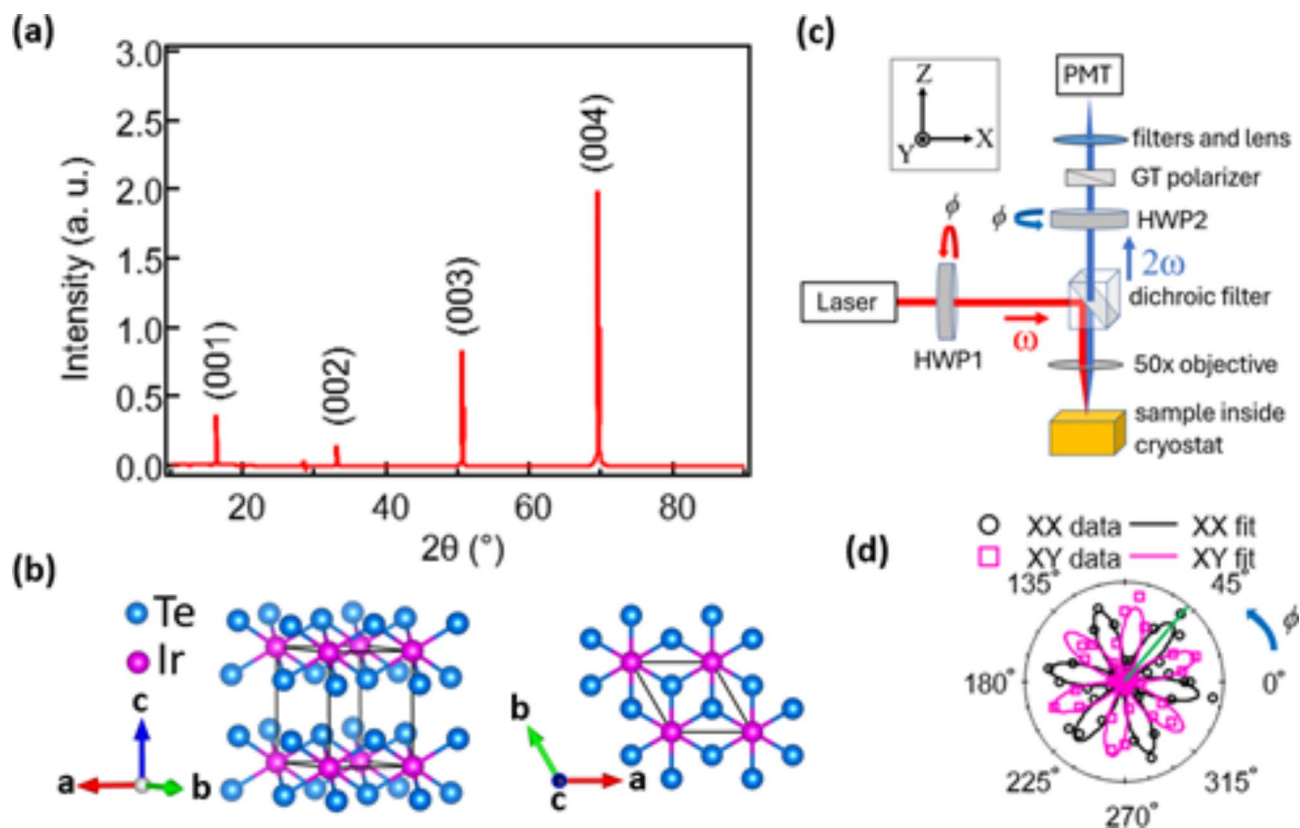 (a)
Intensity (a. u.)
3.0
2.5
2.0
1.5
1.0
0.5
0.0
(001)
(002)
(003)
(004)
20
40
60
80
2θ (°)
(b)
Te
Ir
c
a
b
b
c
a
(c)
Z
Y
X
PMT
filters and lens
GT polarizer
ϕ
HWP2
ϕ
2ω
Laser
dichroic filter
ω
HWP1
50x objective
sample inside
cryostat
(d)
XX data
XX fit
XY data
XY fit
135°
45°
ϕ
180°
0°
225°
315°
270°